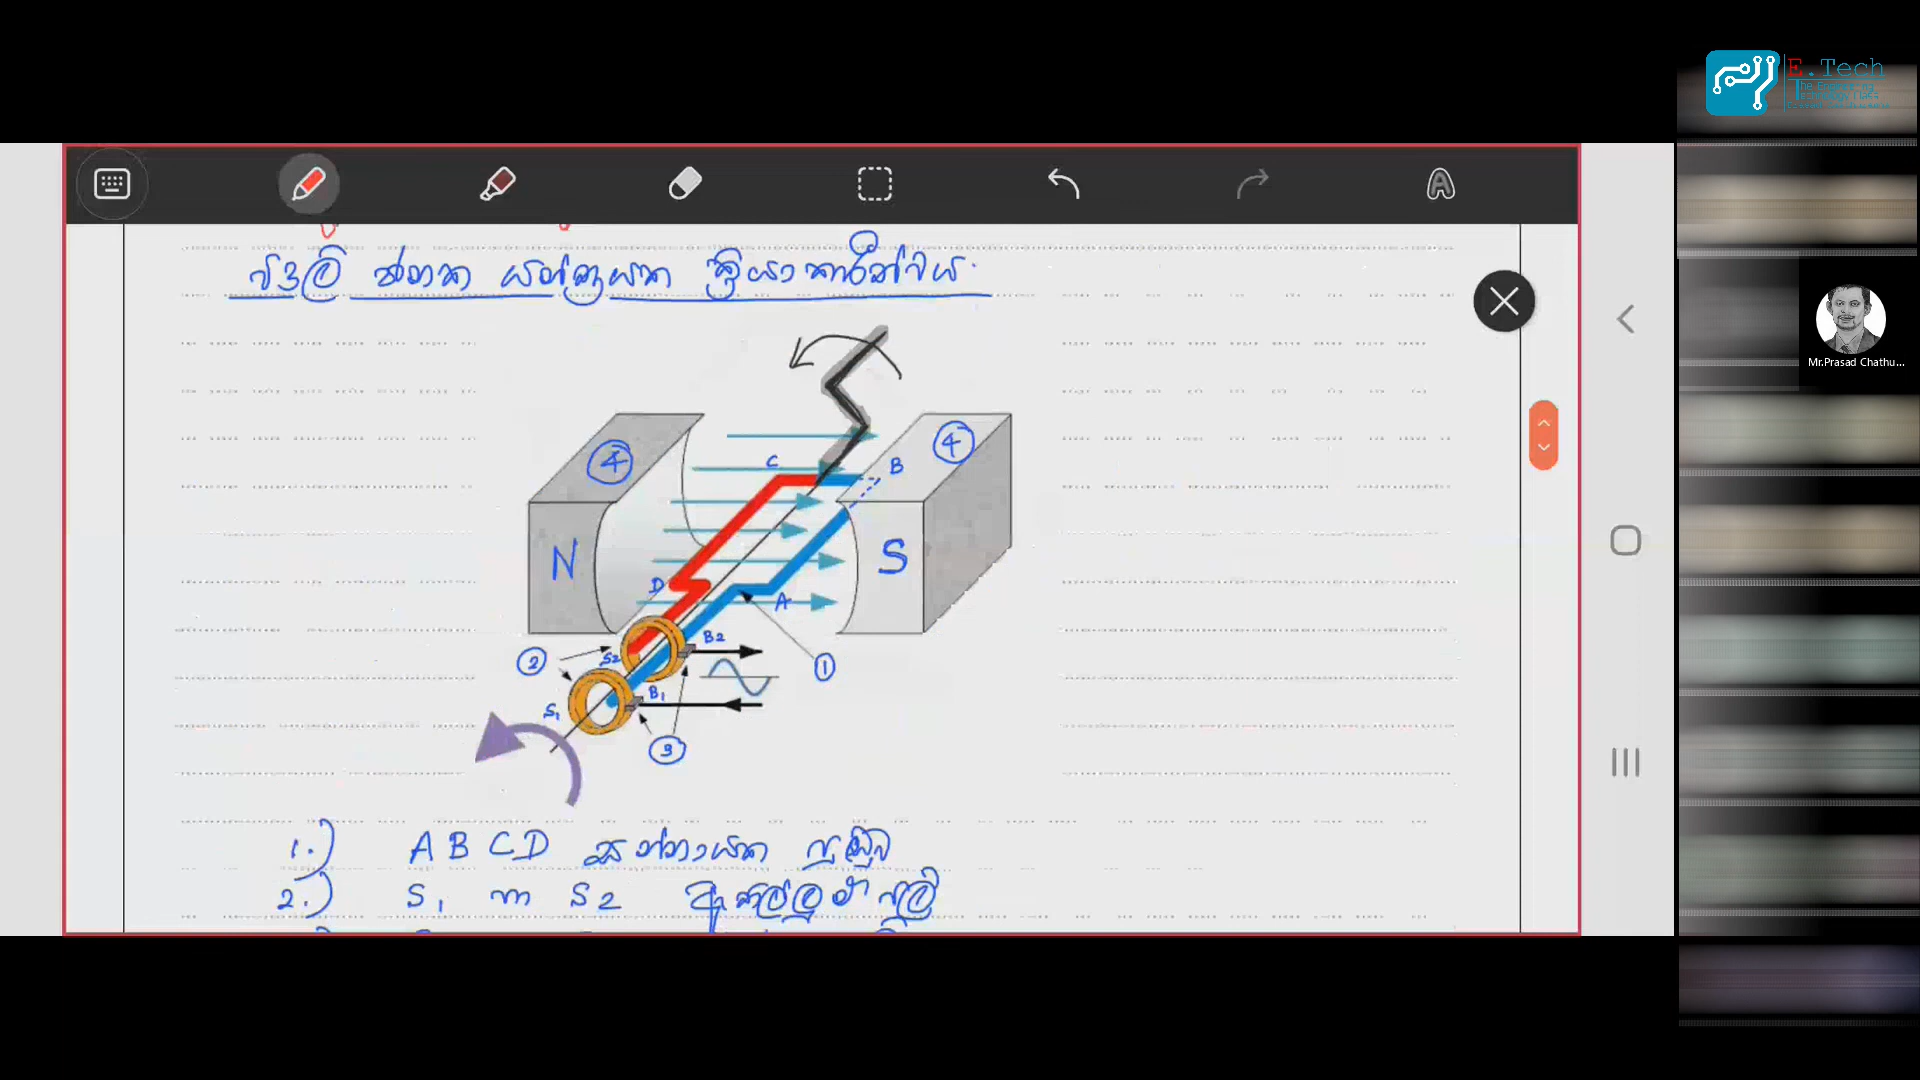 E.Tech
Mr.Prasad Chathu...
විදුලි ජනක යන්ත්‍රයක ක්‍රියාකාරීත්වය.
4
4
C
B
N
S
D
A
B2
2
S2
1
B1
S1
3
1.) ABCD සන්නායක පුඩුව
2.) S1 හා S2